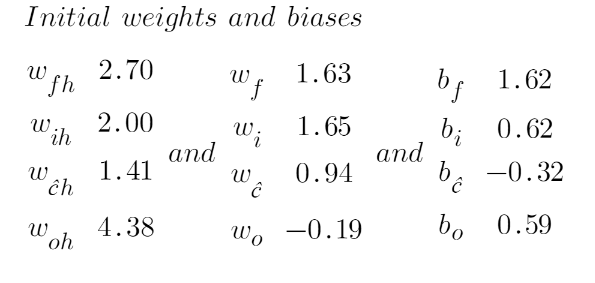 Initial weights and biases
w_fh 2.70 w_f 1.63 b_f 1.62
w_ih 2.00 w_i 1.65 b_i 0.62
and and
w_ĉh 1.41 w_ĉ 0.94 b_ĉ −0.32
w_oh 4.38 w_o −0.19 b_o 0.59